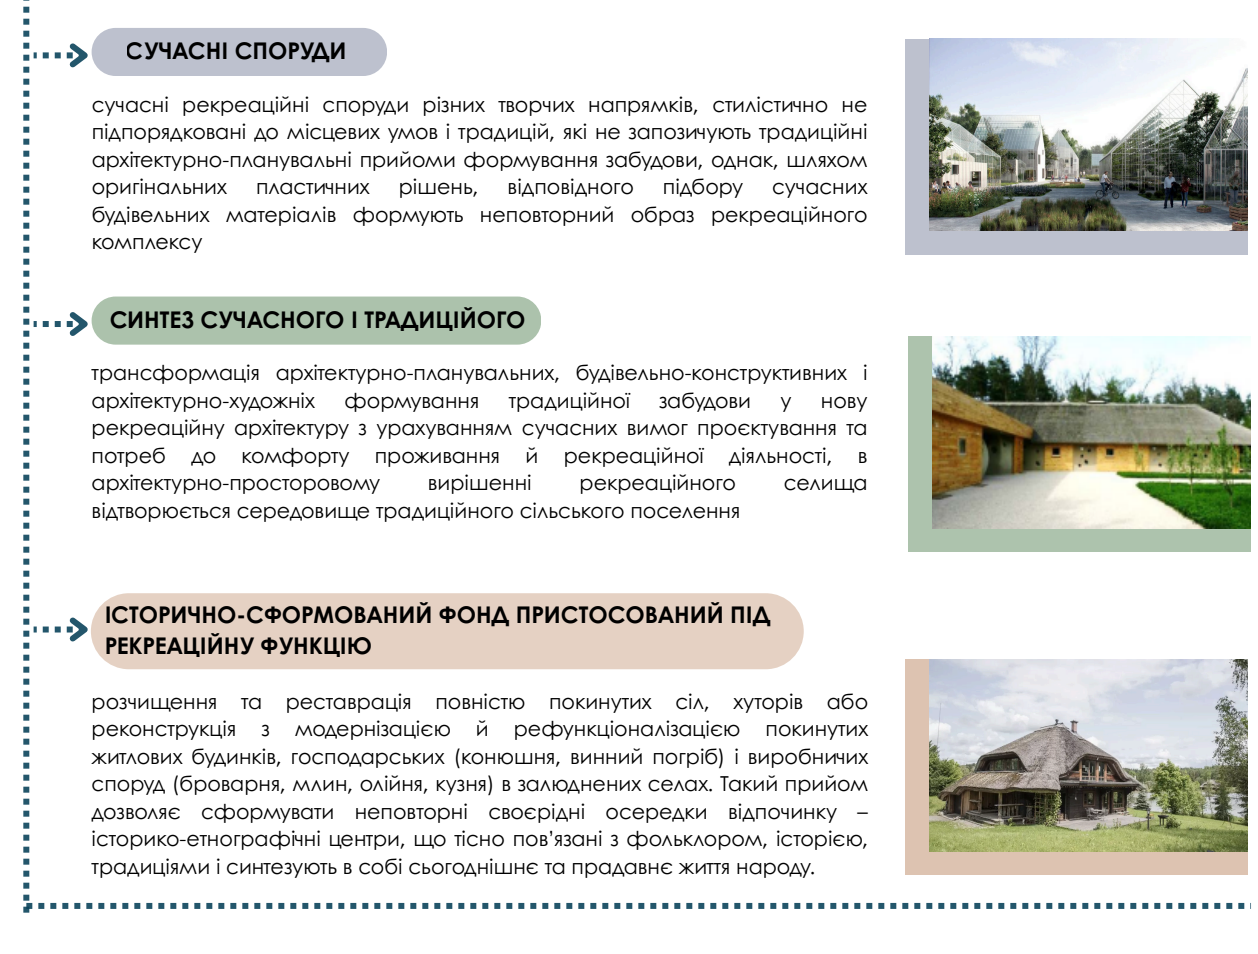 СУЧАСНІ СПОРУДИ
сучасні рекреаційні споруди різних творчих напрямків, стилістично не
підпорядковані до місцевих умов і традицій, які не запозичують традиційні
архітектурно-планувальні прийоми формування забудови, однак, шляхом
оригінальних пластичних рішень, відповідного підбору сучасних
будівельних матеріалів формують неповторний образ рекреаційного
комплексу
СИНТЕЗ СУЧАСНОГО І ТРАДИЦІЙОГО
трансформація архітектурно-планувальних, будівельно-конструктивних і
архітектурно-художніх формування традиційної забудови у нову
рекреаційну архітектуру з урахуванням сучасних вимог проєктування та
потреб до комфорту проживання й рекреаційної діяльності, в
архітектурно-просторовому вирішенні рекреаційного селища
відтворюється середовище традиційного сільського поселення
ІСТОРИЧНО-СФОРМОВАНИЙ ФОНД ПРИСТОСОВАНИЙ ПІД
РЕКРЕАЦІЙНУ ФУНКЦІЮ
розчищення та реставрація повністю покинутих сіл, хуторів або
реконструкція з модернізацією й рефункціоналізацією покинутих
житлових будинків, господарських (конюшня, винний погріб) і виробничих
споруд (броварня, млин, олійня, кузня) в залюднених селах. Такий прийом
дозволяє сформувати неповторні своєрідні осередки відпочинку –
історико-етнографічні центри, що тісно пов’язані з фольклором, історією,
традиціями і синтезують в собі сьогоднішнє та прадавнє життя народу.